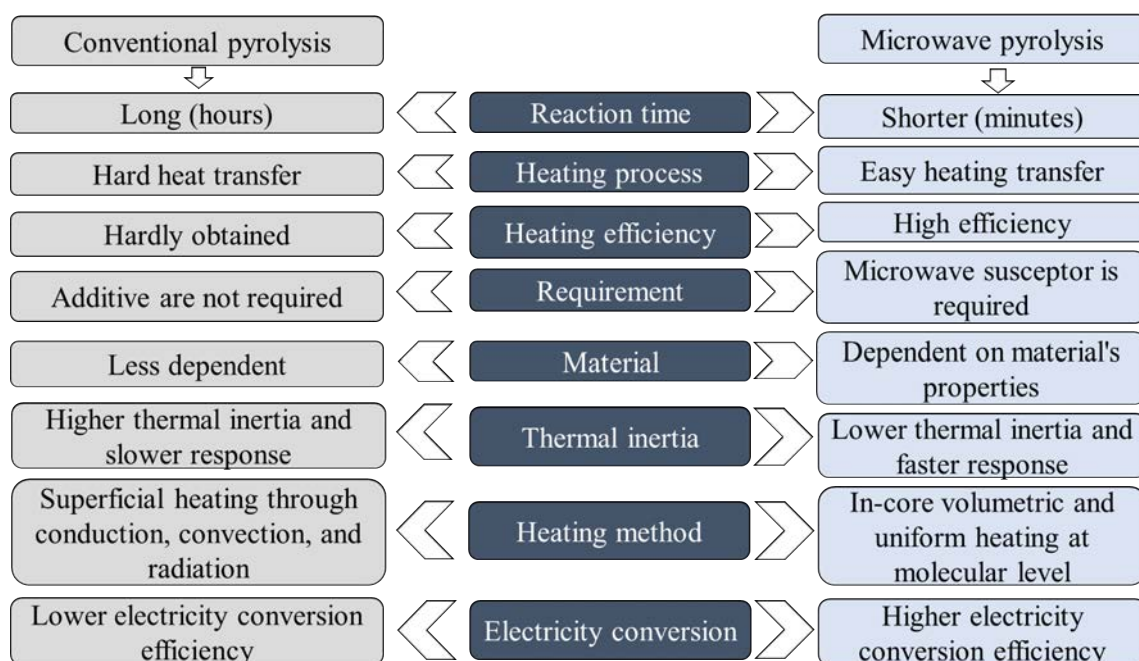 Conventional pyrolysis
Microwave pyrolysis
Long (hours)
Reaction time
Shorter (minutes)
Hard heat transfer
Heating process
Easy heating transfer
Hardly obtained
Heating efficiency
High efficiency
Additive are not required
Requirement
Microwave susceptor is
required
Less dependent
Material
Dependent on material's
properties
Higher thermal inertia and
slower response
Thermal inertia
Lower thermal inertia and
faster response
Superficial heating through
conduction, convection, and
radiation
Heating method
In-core volumetric and
uniform heating at
molecular level
Lower electricity conversion
efficiency
Electricity conversion
Higher electricity
conversion efficiency